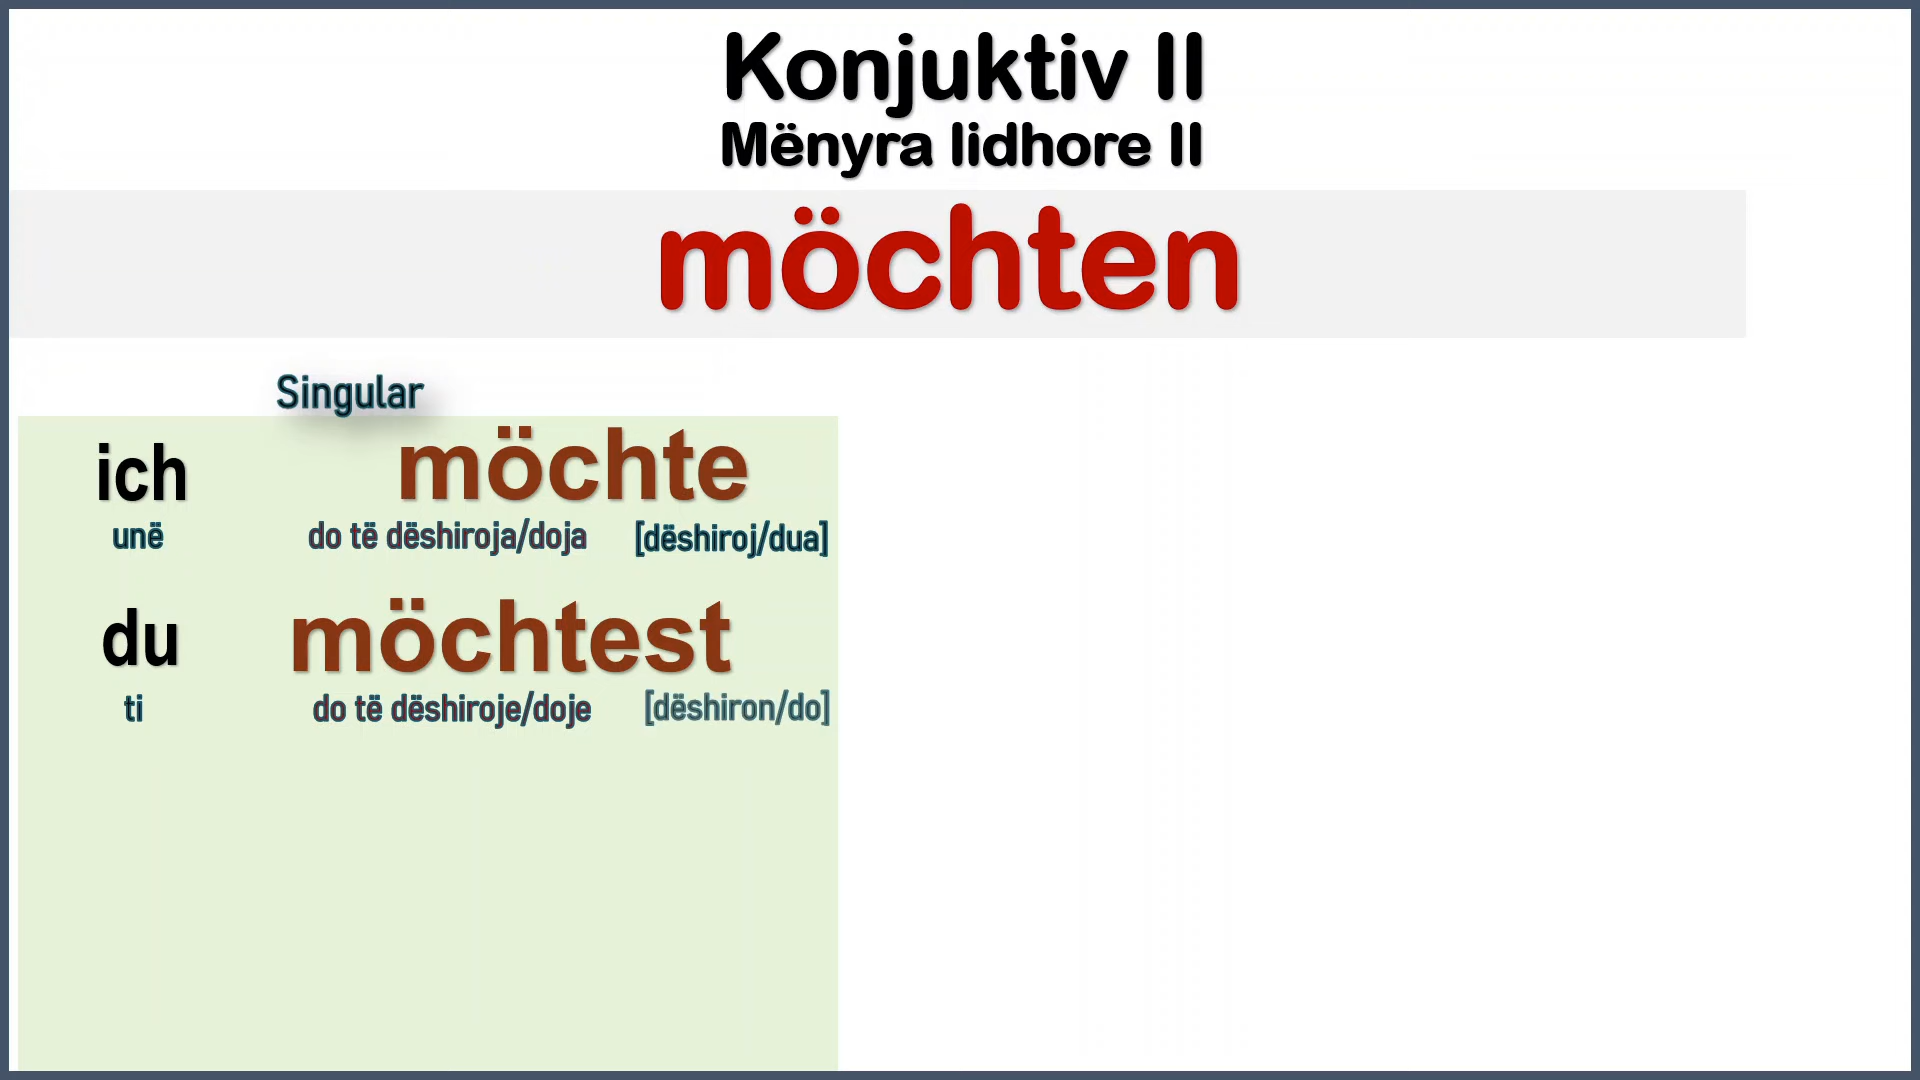 Konjuktiv II
Mënyra lidhore II
möchten
Singular
ich möchte
unë do të dëshiroja/doja [dëshiroj/dua]
du möchtest
ti do të dëshiroje/doje [dëshiron/do]